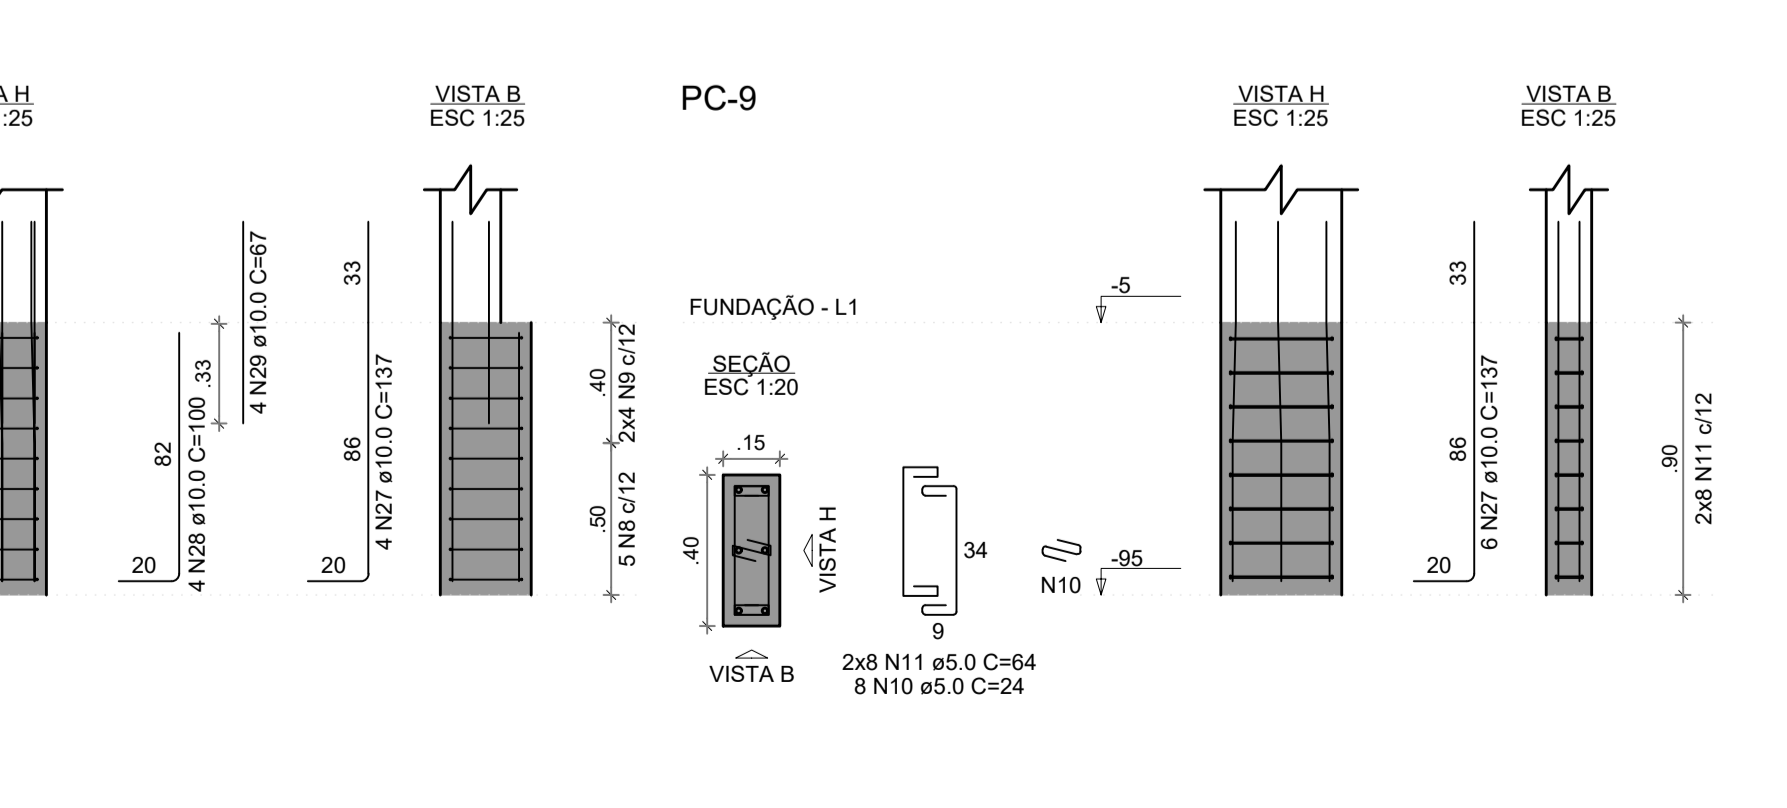 A H
:25
82
20
4 N28 ø10.0 C=100
.33
4 N29 ø10.0 C=67
33
86
20
4 N27 ø10.0 C=137
VISTA B
ESC 1:25
.40
2x4 N9 c/12
.50
5 N8 c/12
PC-9
FUNDAÇÃO - L1
SEÇÃO
ESC 1:20
.15
.40
VISTA H
VISTA B
34
9
2x8 N11 ø5.0 C=64
8 N10 ø5.0 C=24
N10
-5
-95
VISTA H
ESC 1:25
33
86
20
6 N27 ø10.0 C=137
VISTA B
ESC 1:25
.90
2x8 N11 c/12